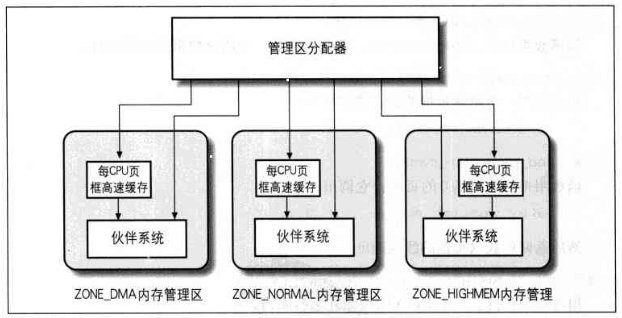 管理区分配器
每CPU页
框高速缓存
每CPU页
框高速缓存
每CPU页
框高速缓存
伙伴系统
伙伴系统
伙伴系统
ZONE_DMA内存管理区
ZONE_NORMAL内存管理区
ZONE_HIGHMEM内存管理